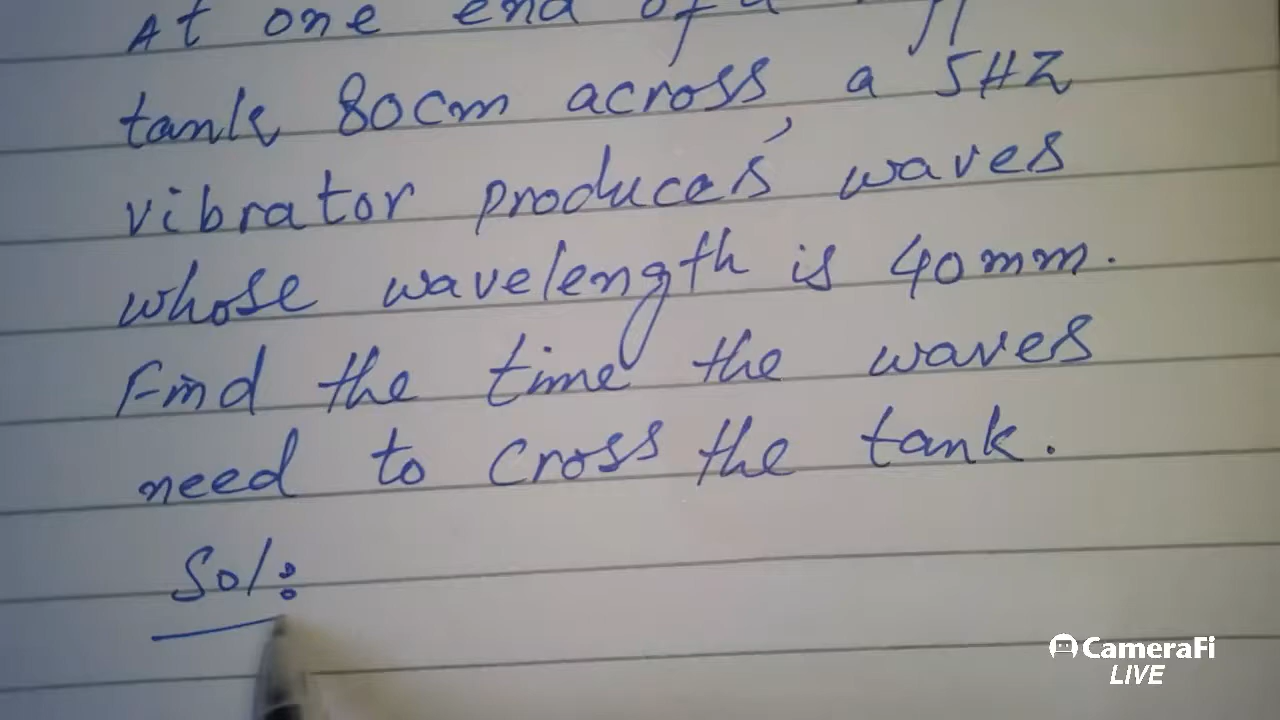 At one end of a
tank 80cm across, a 5HZ
vibrator produces waves
whose wavelength is 40mm.
Find the time the waves
need to cross the tank.
Sol:
CameraFi
LIVE